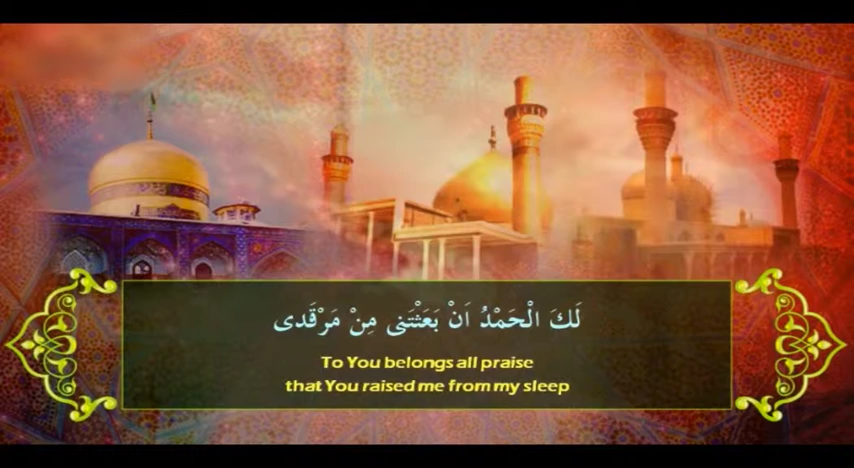 لَكَ الْحَمْدُ اَنْ بَعَثْتَنى مِنْ مَرْقَدى
To You belongs all praise
that You raised me from my sleep